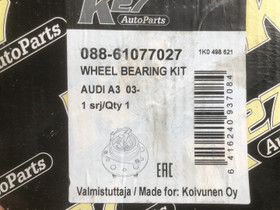 KEY
AutoParts
088-61077027
1K0 498 621
WHEEL BEARING KIT
AUDI A3 03-
1 srj/Qty 1
6 416240 937084
EAC
Valmistuttaja / Made for: Koivunen Oy